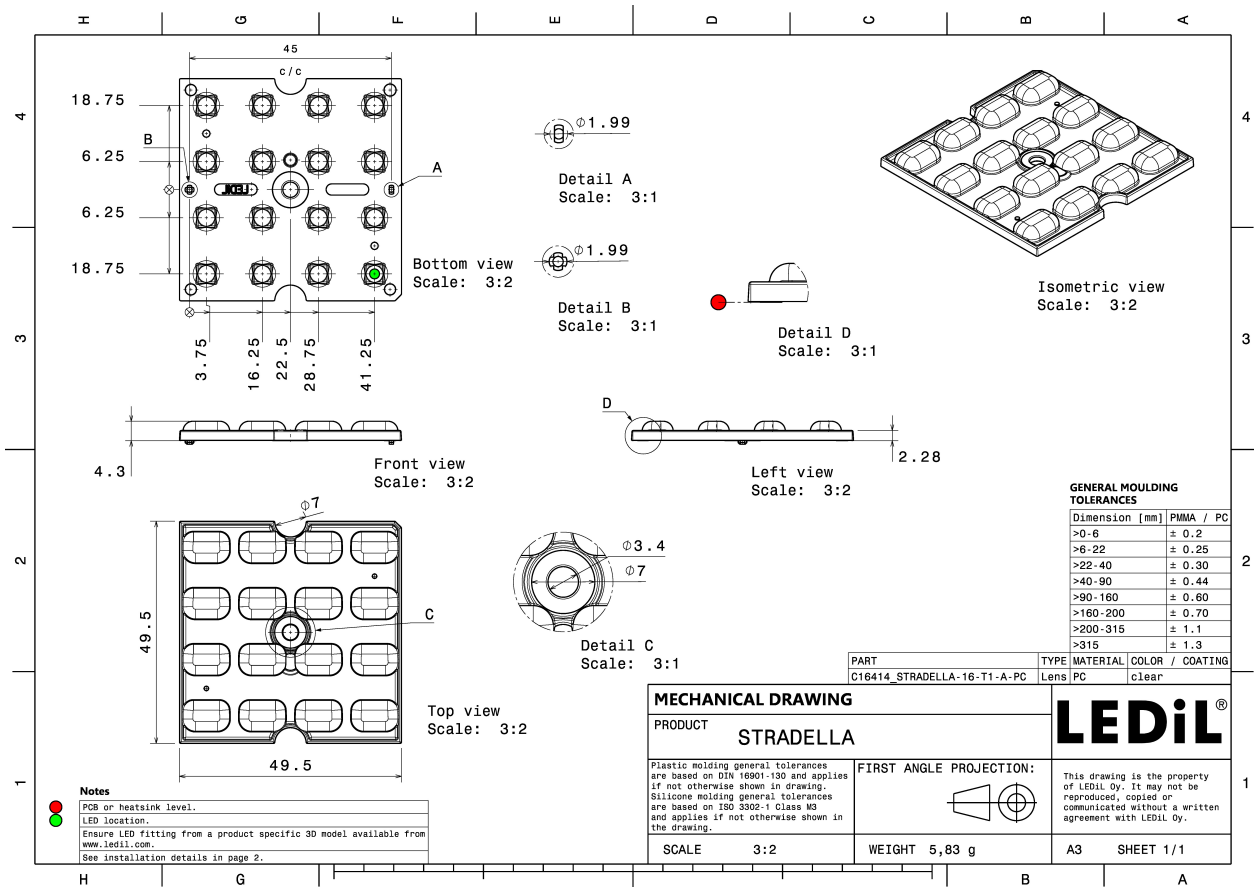 H G F E D C B A
45
c/c
18.75
4
4
B
6.25
A
LEDiL
6.25
18.75
Bottom view
Scale: 3:2
3.75
16.25
22.5
28.75
41.25
⌀1.99
Detail A
Scale: 3:1
⌀1.99
Detail B
Scale: 3:1
Detail D
Scale: 3:1
Isometric view
Scale: 3:2
3
3
4.3
Front view
Scale: 3:2
D
2.28
Left view
Scale: 3:2
⌀7
49.5
C
Top view
Scale: 3:2
49.5
⌀3.4
⌀7
Detail C
Scale: 3:1
2
2
GENERAL MOULDING
TOLERANCES
Dimension [mm] PMMA / PC
>0-6 ± 0.2
>6-22 ± 0.25
>22-40 ± 0.30
>40-90 ± 0.44
>90-160 ± 0.60
>160-200 ± 0.70
>200-315 ± 1.1
>315 ± 1.3
PART TYPE MATERIAL COLOR / COATING
C16414_STRADELLA-16-T1-A-PC Lens PC clear
MECHANICAL DRAWING
PRODUCT
STRADELLA
LEDiL®
Plastic molding general tolerances
are based on DIN 16901-130 and applies
if not otherwise shown in drawing.
Silicone molding general tolerances
are based on ISO 3302-1 Class M3
and applies if not otherwise shown in
the drawing.
FIRST ANGLE PROJECTION:
This drawing is the property
of LEDiL Oy. It may not be
reproduced, copied or
communicated without a written
agreement with LEDiL Oy.
SCALE 3:2
WEIGHT 5,83 g
A3 SHEET 1/1
1
1
Notes
PCB or heatsink level.
LED location.
Ensure LED fitting from a product specific 3D model available from
www.ledil.com.
See installation details in page 2.
H G B A